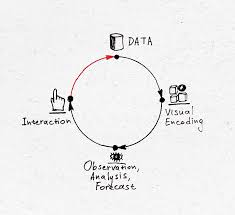 DATA
Visual
Encoding
Observation,
Analysis,
Forecast
Interaction